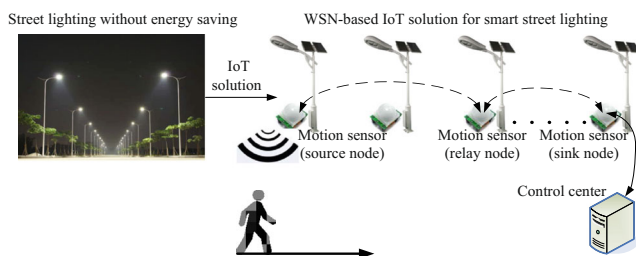 Street lighting without energy saving
WSN-based IoT solution for smart street lighting
IoT
solution
Motion sensor
(source node)
Motion sensor
(relay node)
Motion sensor
(sink node)
Control center